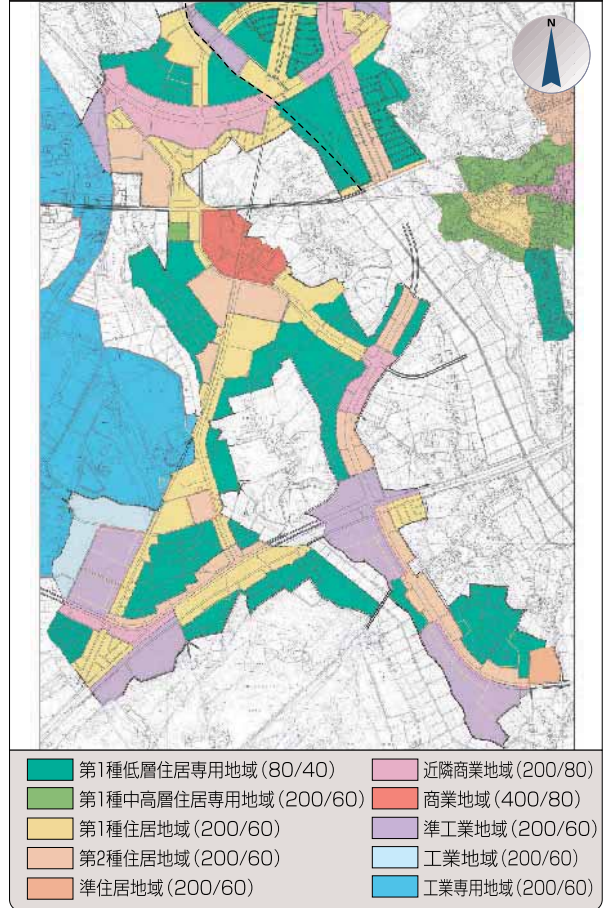 N
第1種低層住居専用地域(80/40)
第1種中高層住居専用地域(200/60)
第1種住居地域(200/60)
第2種住居地域(200/60)
準住居地域(200/60)
近隣商業地域(200/80)
商業地域(400/80)
準工業地域(200/60)
工業地域(200/60)
工業専用地域(200/60)